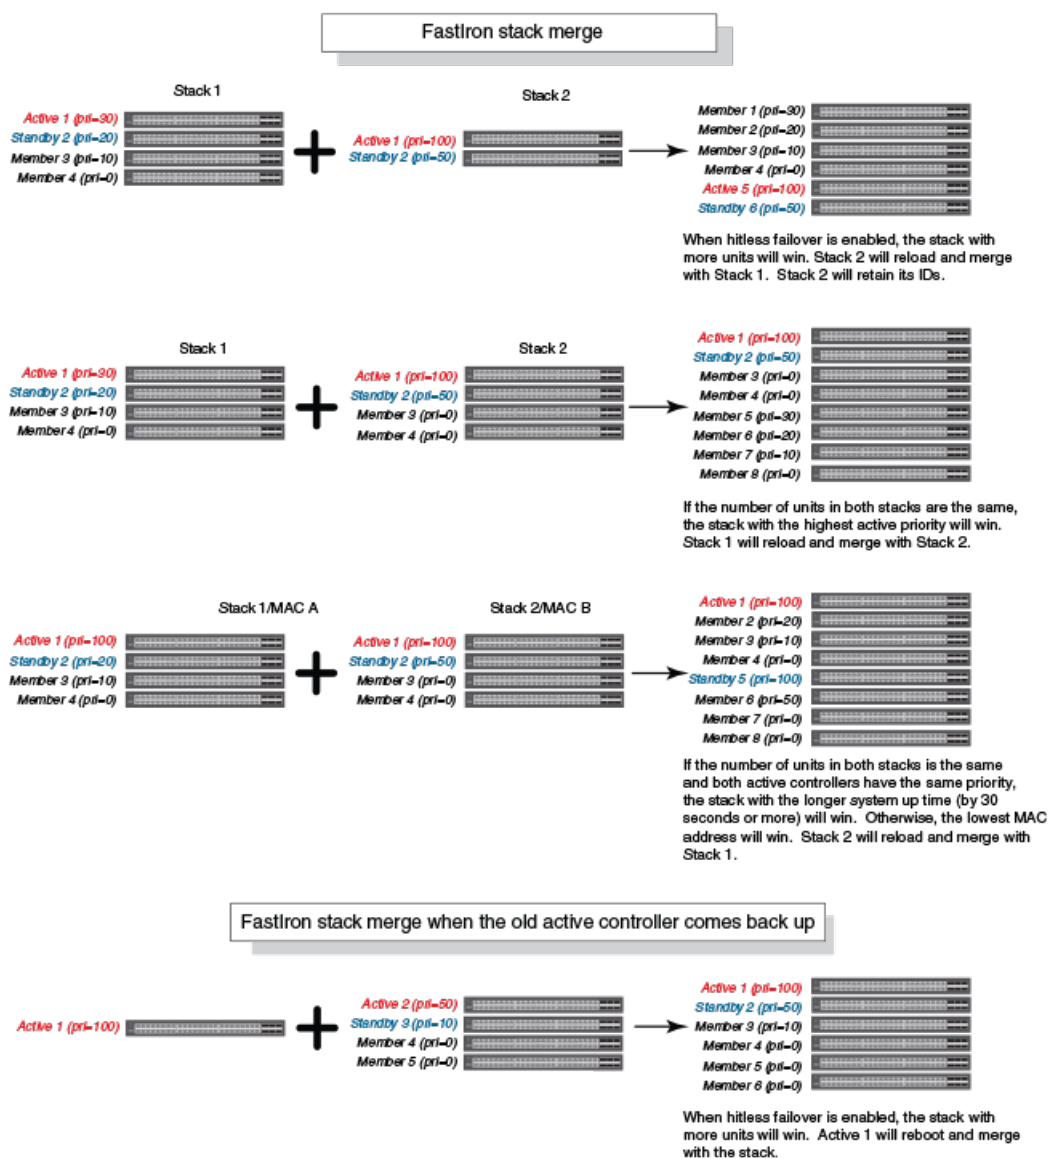 FastIron stack merge
Stack 1
Active 1 (pri=30)
Standby 2 (pri=20)
Member 3 (pri=10)
Member 4 (pri=0)
Stack 2
Active 1 (pri=100)
Standby 2 (pri=50)
Member 1 (pri=30)
Member 2 (pri=20)
Member 3 (pri=10)
Member 4 (pri=0)
Active 5 (pri=100)
Standby 6 (pri=50)
When hitless failover is enabled, the stack with
more units will win. Stack 2 will reload and merge
with Stack 1. Stack 2 will retain its IDs.
Stack 1
Active 1 (pri=30)
Standby 2 (pri=20)
Member 3 (pri=10)
Member 4 (pri=0)
Stack 2
Active 1 (pri=100)
Standby 2 (pri=50)
Member 3 (pri=0)
Member 4 (pri=0)
Active 1 (pri=100)
Standby 2 (pri=50)
Member 3 (pri=0)
Member 4 (pri=0)
Member 5 (pri=30)
Member 6 (pri=20)
Member 7 (pri=10)
Member 8 (pri=0)
If the number of units in both stacks are the same,
the stack with the highest active priority will win.
Stack 1 will reload and merge with Stack 2.
Stack 1/MAC A
Active 1 (pri=100)
Standby 2 (pri=20)
Member 3 (pri=10)
Member 4 (pri=0)
Stack 2/MAC B
Active 1 (pri=100)
Standby 2 (pri=50)
Member 3 (pri=0)
Member 4 (pri=0)
Active 1 (pri=100)
Member 2 (pri=20)
Member 3 (pri=10)
Member 4 (pri=0)
Standby 5 (pri=100)
Member 6 (pri=50)
Member 7 (pri=0)
Member 8 (pri=0)
If the number of units in both stacks is the same
and both active controllers have the same priority,
the stack with the longer system up time (by 30
seconds or more) will win. Otherwise, the lowest MAC
address will win. Stack 2 will reload and merge with
Stack 1.
FastIron stack merge when the old active controller comes back up
Active 1 (pri=100)
Active 2 (pri=50)
Standby 3 (pri=10)
Member 4 (pri=0)
Member 5 (pri=0)
Active 1 (pri=100)
Standby 2 (pri=50)
Member 3 (pri=10)
Member 4 (pri=0)
Member 5 (pri=0)
Member 6 (pri=0)
When hitless failover is enabled, the stack with
more units will win. Active 1 will reboot and merge
with the stack.